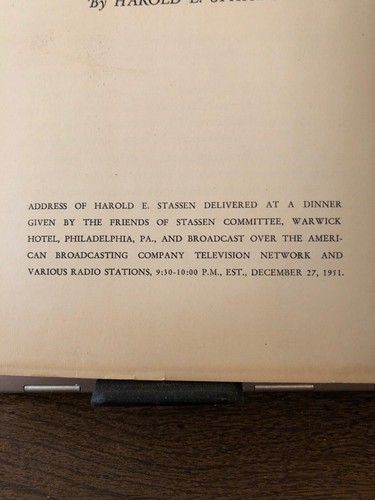 By HAROLD E.
ADDRESS OF HAROLD E. STASSEN DELIVERED AT A DINNER
GIVEN BY THE FRIENDS OF STASSEN COMMITTEE, WARWICK
HOTEL, PHILADELPHIA, PA., AND BROADCAST OVER THE AMERI-
CAN BROADCASTING COMPANY TELEVISION NETWORK AND
VARIOUS RADIO STATIONS, 9:30-10:00 P.M., EST., DECEMBER 27, 1951.